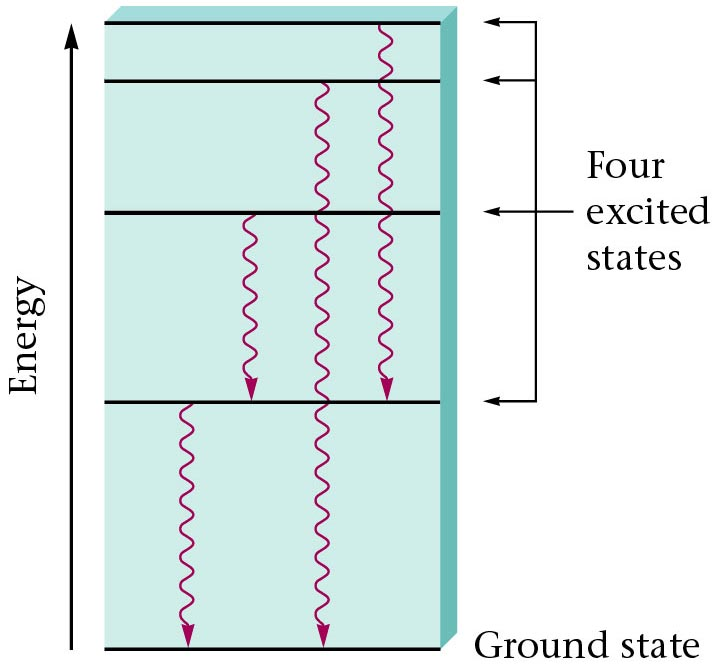 Energy
Four
excited
states
Ground state